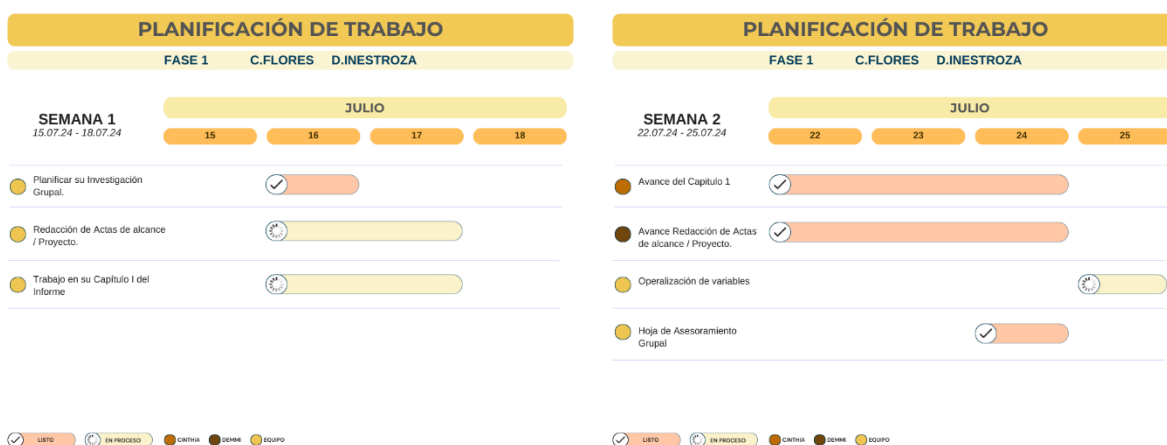 PLANIFICACIÓN DE TRABAJO
FASE 1 C.FLORES D.INESTROZA
SEMANA 1
15.07.24 - 18.07.24
JULIO
15 16 17 18
Planificar su Investigación
Grupal.
Redacción de Actas de alcance
/ Proyecto.
Trabajo en su Capítulo I del
Informe
LISTO EN PROCESO CINTHIA DEMMI EQUIPO
PLANIFICACIÓN DE TRABAJO
FASE 1 C.FLORES D.INESTROZA
SEMANA 2
22.07.24 - 25.07.24
JULIO
22 23 24 25
Avance del Capitulo 1
Avance Redacción de Actas
de alcance / Proyecto.
Operalización de variables
Hoja de Asesoramiento
Grupal
LISTO EN PROCESO CINTHIA DEMMI EQUIPO